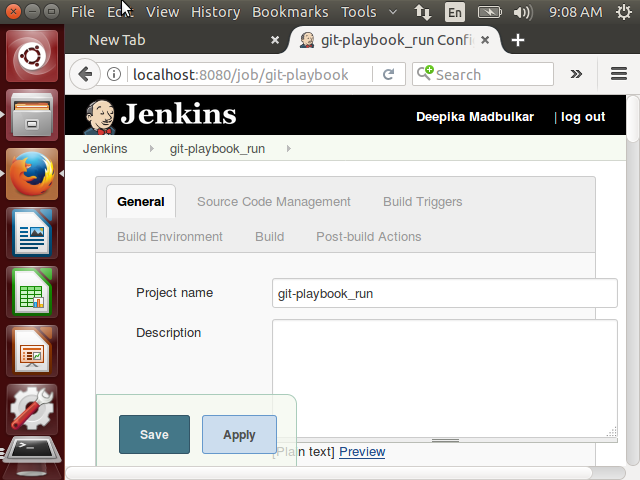 File Edit View History Bookmarks Tools En 9:08 AM
New Tab git-playbook_run Confi
localhost:8080/job/git-playbook Search
Jenkins Deepika Madbulkar | log out
Jenkins git-playbook_run
General Source Code Management Build Triggers
Build Environment Build Post-build Actions
Project name git-playbook_run
Description
Save Apply
[Plain text] Preview